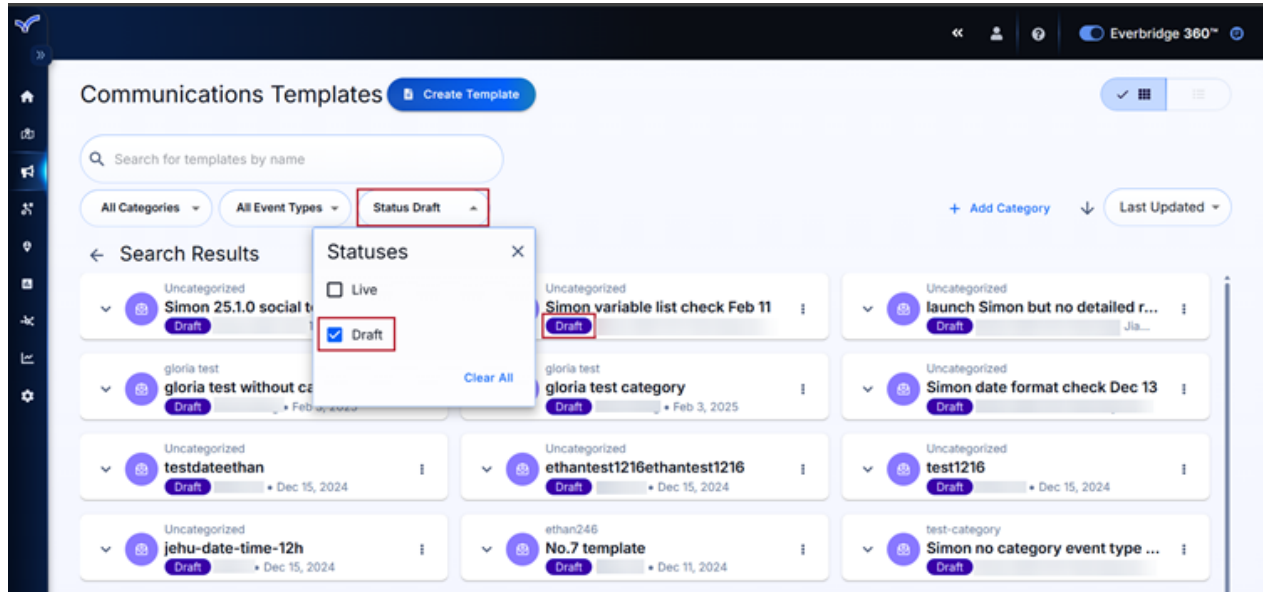 Everbridge 360™
Communications Templates
Create Template
Search for templates by name
All Categories
All Event Types
Status Draft
+ Add Category
Last Updated
Search Results
Statuses
Live
Draft
Clear All
Uncategorized
Simon 25.1.0 social t
Draft
Uncategorized
Simon variable list check Feb 11
Draft
Uncategorized
launch Simon but no detailed r...
Draft
Jia...
gloria test
gloria test without ca
Draft
• Feb 3, 2025
gloria test
gloria test category
Draft
• Feb 3, 2025
Uncategorized
Simon date format check Dec 13
Draft
Uncategorized
testdateethan
Draft
• Dec 15, 2024
Uncategorized
ethantest1216ethantest1216
Draft
• Dec 15, 2024
Uncategorized
test1216
Draft
• Dec 15, 2024
Uncategorized
jehu-date-time-12h
Draft
• Dec 15, 2024
ethan246
No.7 template
Draft
• Dec 11, 2024
test-category
Simon no category event type ...
Draft